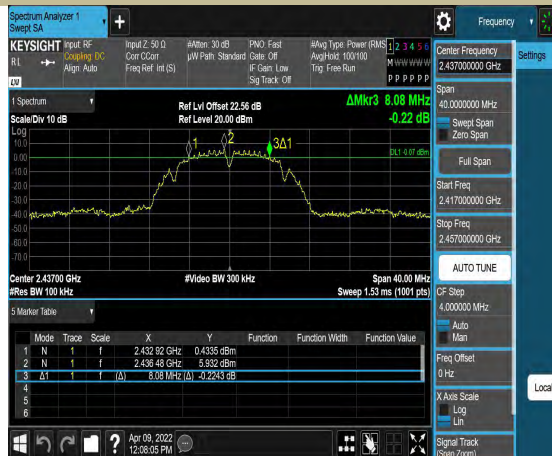 Spectrum Analyzer 1
Swept SA
+
Frequency
KEYSIGHT Input: RF Input Z: 50 Ω #Atten: 30 dB PNO: Fast #Avg Type: Power (RMS 1 2 3 4 5 6
RL Coupling: DC Corr CCorr µW Path: Standard Gate: Off Avg|Hold: 100/100 M W W W W W
Align: Auto Freq Ref: Int (S) IF Gain: Low Trig: Free Run
Sig Track: Off P P P P P P
LXI
1 Spectrum
Ref Lvl Offset 22.56 dB ΔMkr3 8.08 MHz
Scale/Div 10 dB Ref Level 20.00 dBm -0.22 dB
Log
10.0
0.00
-10.0
-20.0
-30.0
-40.0
-50.0
-60.0
-70.0
1
2
3Δ1
DL1 -0.07 dBm
Center 2.43700 GHz #Video BW 300 kHz Span 40.00 MHz
#Res BW 100 kHz Sweep 1.53 ms (1001 pts)
5 Marker Table
Mode Trace Scale X Y Function Function Width Function Value
1 N 1 f 2.432 92 GHz 0.4335 dBm
2 N 1 f 2.436 48 GHz 5.932 dBm
3 Δ1 1 f (Δ) 8.08 MHz (Δ) -0.2243 dB
4
5
6
? Apr 09, 2022
12:08:05 PM
Center Frequency
2.437000000 GHz
Settings
Span
40.0000000 MHz
Swept Span
Zero Span
Full Span
Start Freq
2.417000000 GHz
Stop Freq
2.457000000 GHz
AUTO TUNE
CF Step
4.000000 MHz
Auto
Man
Freq Offset
0 Hz
Local
X Axis Scale
Log
Lin
Signal Track
(Span Zoom)